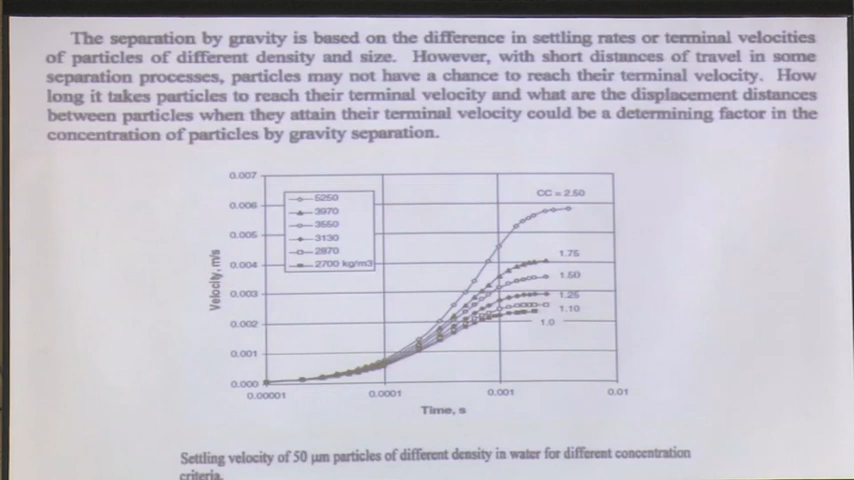 The separation by gravity is based on the difference in settling rates or terminal velocities
of particles of different density and size. However, with short distances of travel in some
separation processes, particles may not have a chance to reach their terminal velocity. How
long it takes particles to reach their terminal velocity and what are the displacement distances
between particles when they attain their terminal velocity could be a determining factor in the
concentration of particles by gravity separation.
0.007
0.006
0.005
0.004
0.003
0.002
0.001
0.000
Velocity, m/s
5250
3970
3550
3130
2870
2700 kg/m3
CC = 2.50
1.75
1.50
1.25
1.10
1.0
0.00001
0.0001
0.001
0.01
Time, s
Settling velocity of 50 µm particles of different density in water for different concentration
criteria.